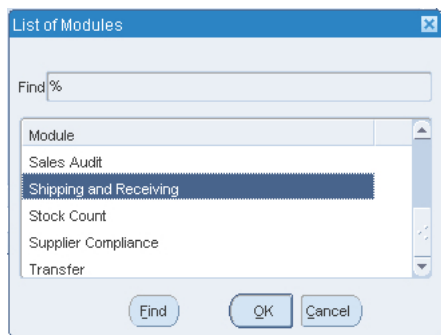 List of Modules
Find %
Module
Sales Audit
Shipping and Receiving
Stock Count
Supplier Compliance
Transfer
Find OK Cancel